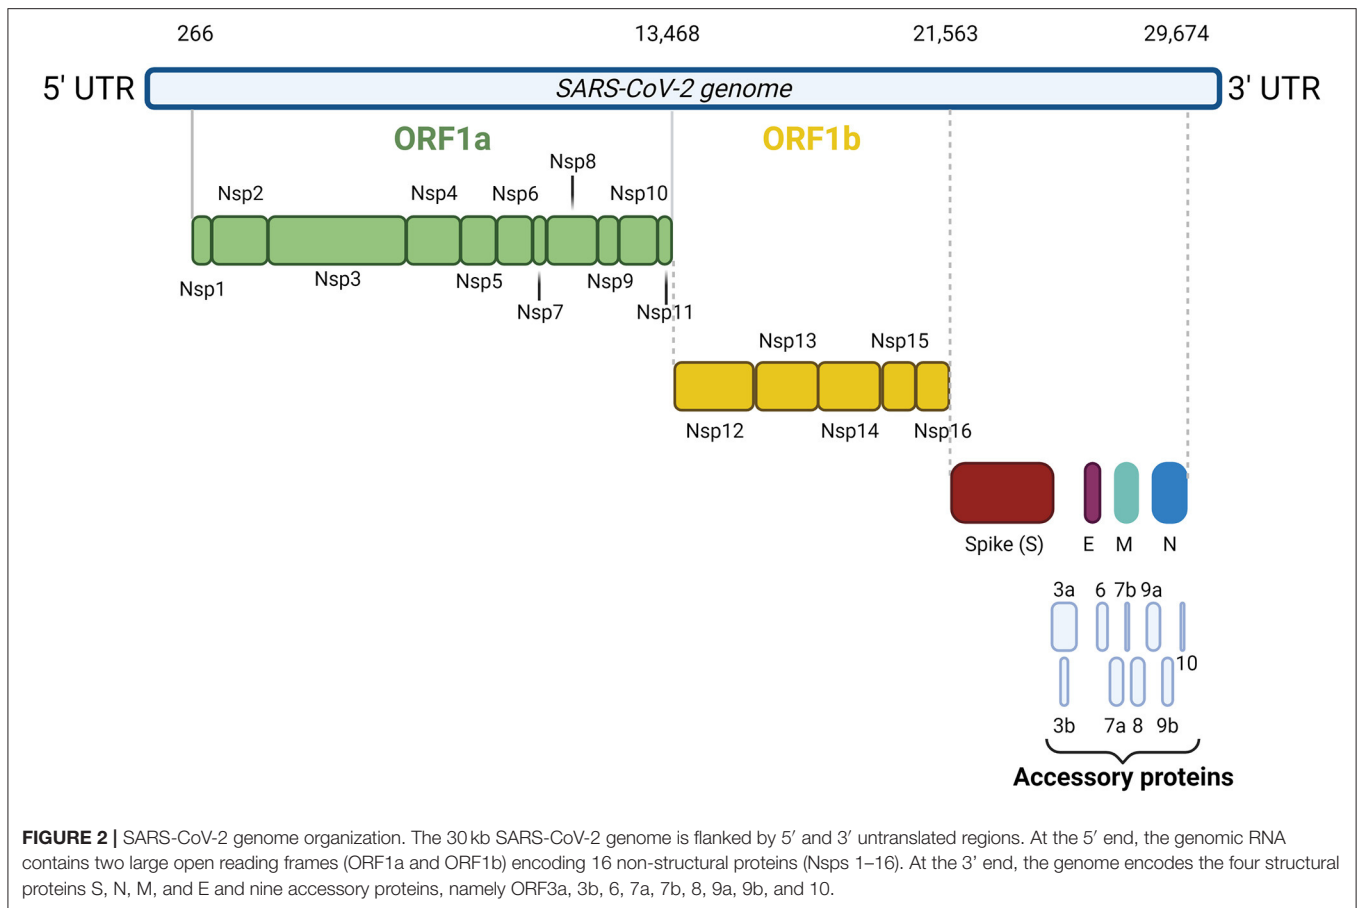 266 13,468 21,563 29,674
5' UTR SARS-CoV-2 genome 3' UTR
ORF1a ORF1b
Nsp8
Nsp2 Nsp4 Nsp6 Nsp10
Nsp1 Nsp3 Nsp5 Nsp9
Nsp7 Nsp11
Nsp13 Nsp15
Nsp12 Nsp14 Nsp16
Spike (S) E M N
3a 6 7b 9a
10
3b 7a 8 9b
Accessory proteins
FIGURE 2 | SARS-CoV-2 genome organization. The 30 kb SARS-CoV-2 genome is flanked by 5′ and 3′ untranslated regions. At the 5′ end, the genomic RNA
contains two large open reading frames (ORF1a and ORF1b) encoding 16 non-structural proteins (Nsps 1–16). At the 3' end, the genome encodes the four structural
proteins S, N, M, and E and nine accessory proteins, namely ORF3a, 3b, 6, 7a, 7b, 8, 9a, 9b, and 10.